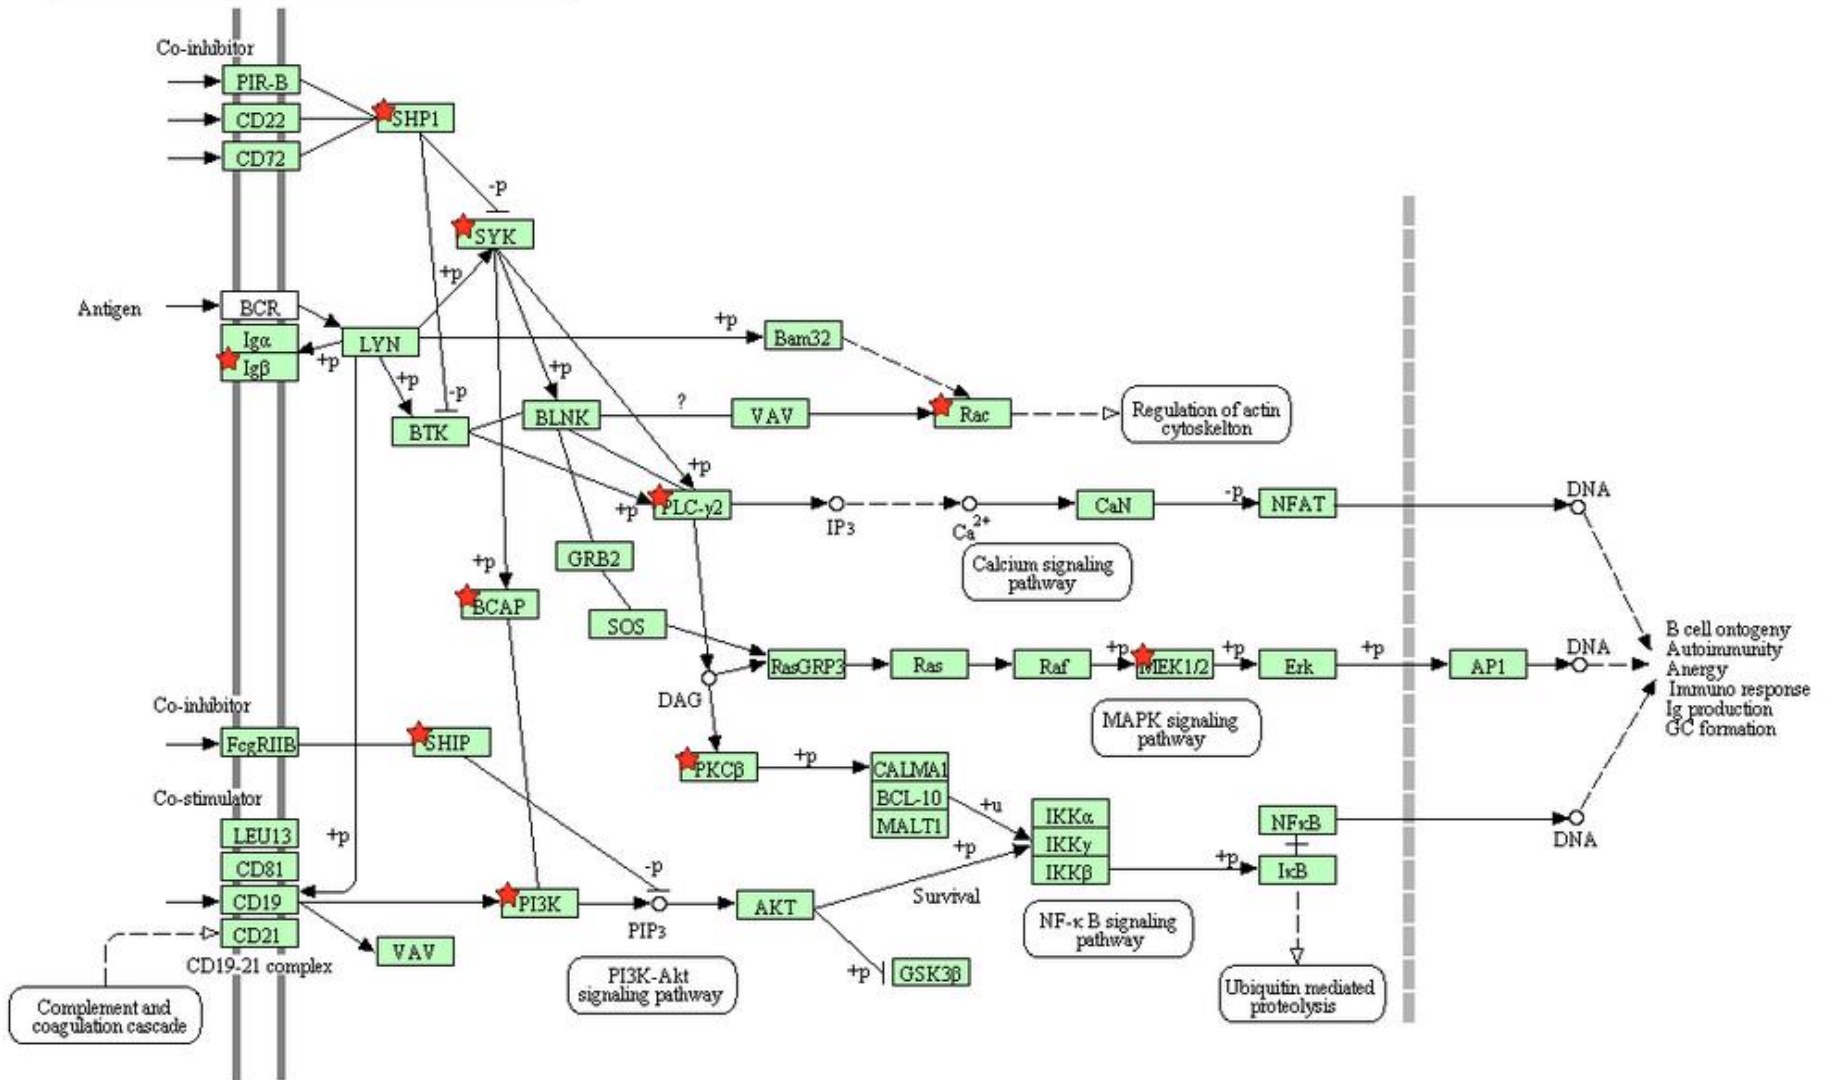 Co-inhibitor
PIR-B
CD22
CD72
SHP1
-p
SYK
+p
Antigen
BCR
Igα
Igβ
LYN
+p
+p
-p
+p
Bam32
+p
BTK
BLNK
?
VAV
Rac
Regulation of actin
cytoskelton
+p
+p
PLC-γ2
IP3
Ca2+
CaN
-p
NFAT
DNA
Calcium signaling
pathway
GRB2
+p
BCAP
SOS
DAG
RasGRP3
Ras
Raf
+p
MEK1/2
+p
Erk
+p
AP1
DNA
B cell ontogeny
Autoimmunity
Anergy
Immuno response
Ig production
GC formation
MAPK signaling
pathway
Co-inhibitor
FcgRIIB
SHIP
PKCβ
+p
CALMA1
BCL-10
MALT1
+u
+p
IKKα
IKKγ
IKKβ
+p
NFκB
IκB
DNA
Co-stimulator
LEU13
CD81
CD19
CD21
CD19-21 complex
+p
VAV
PI3K
-p
PIP3
AKT
Survival
+p
GSK3β
PI3K-Akt
signaling pathway
NF-κ B signaling
pathway
Ubiquitin mediated
proteolysis
Complement and
coagulation cascade